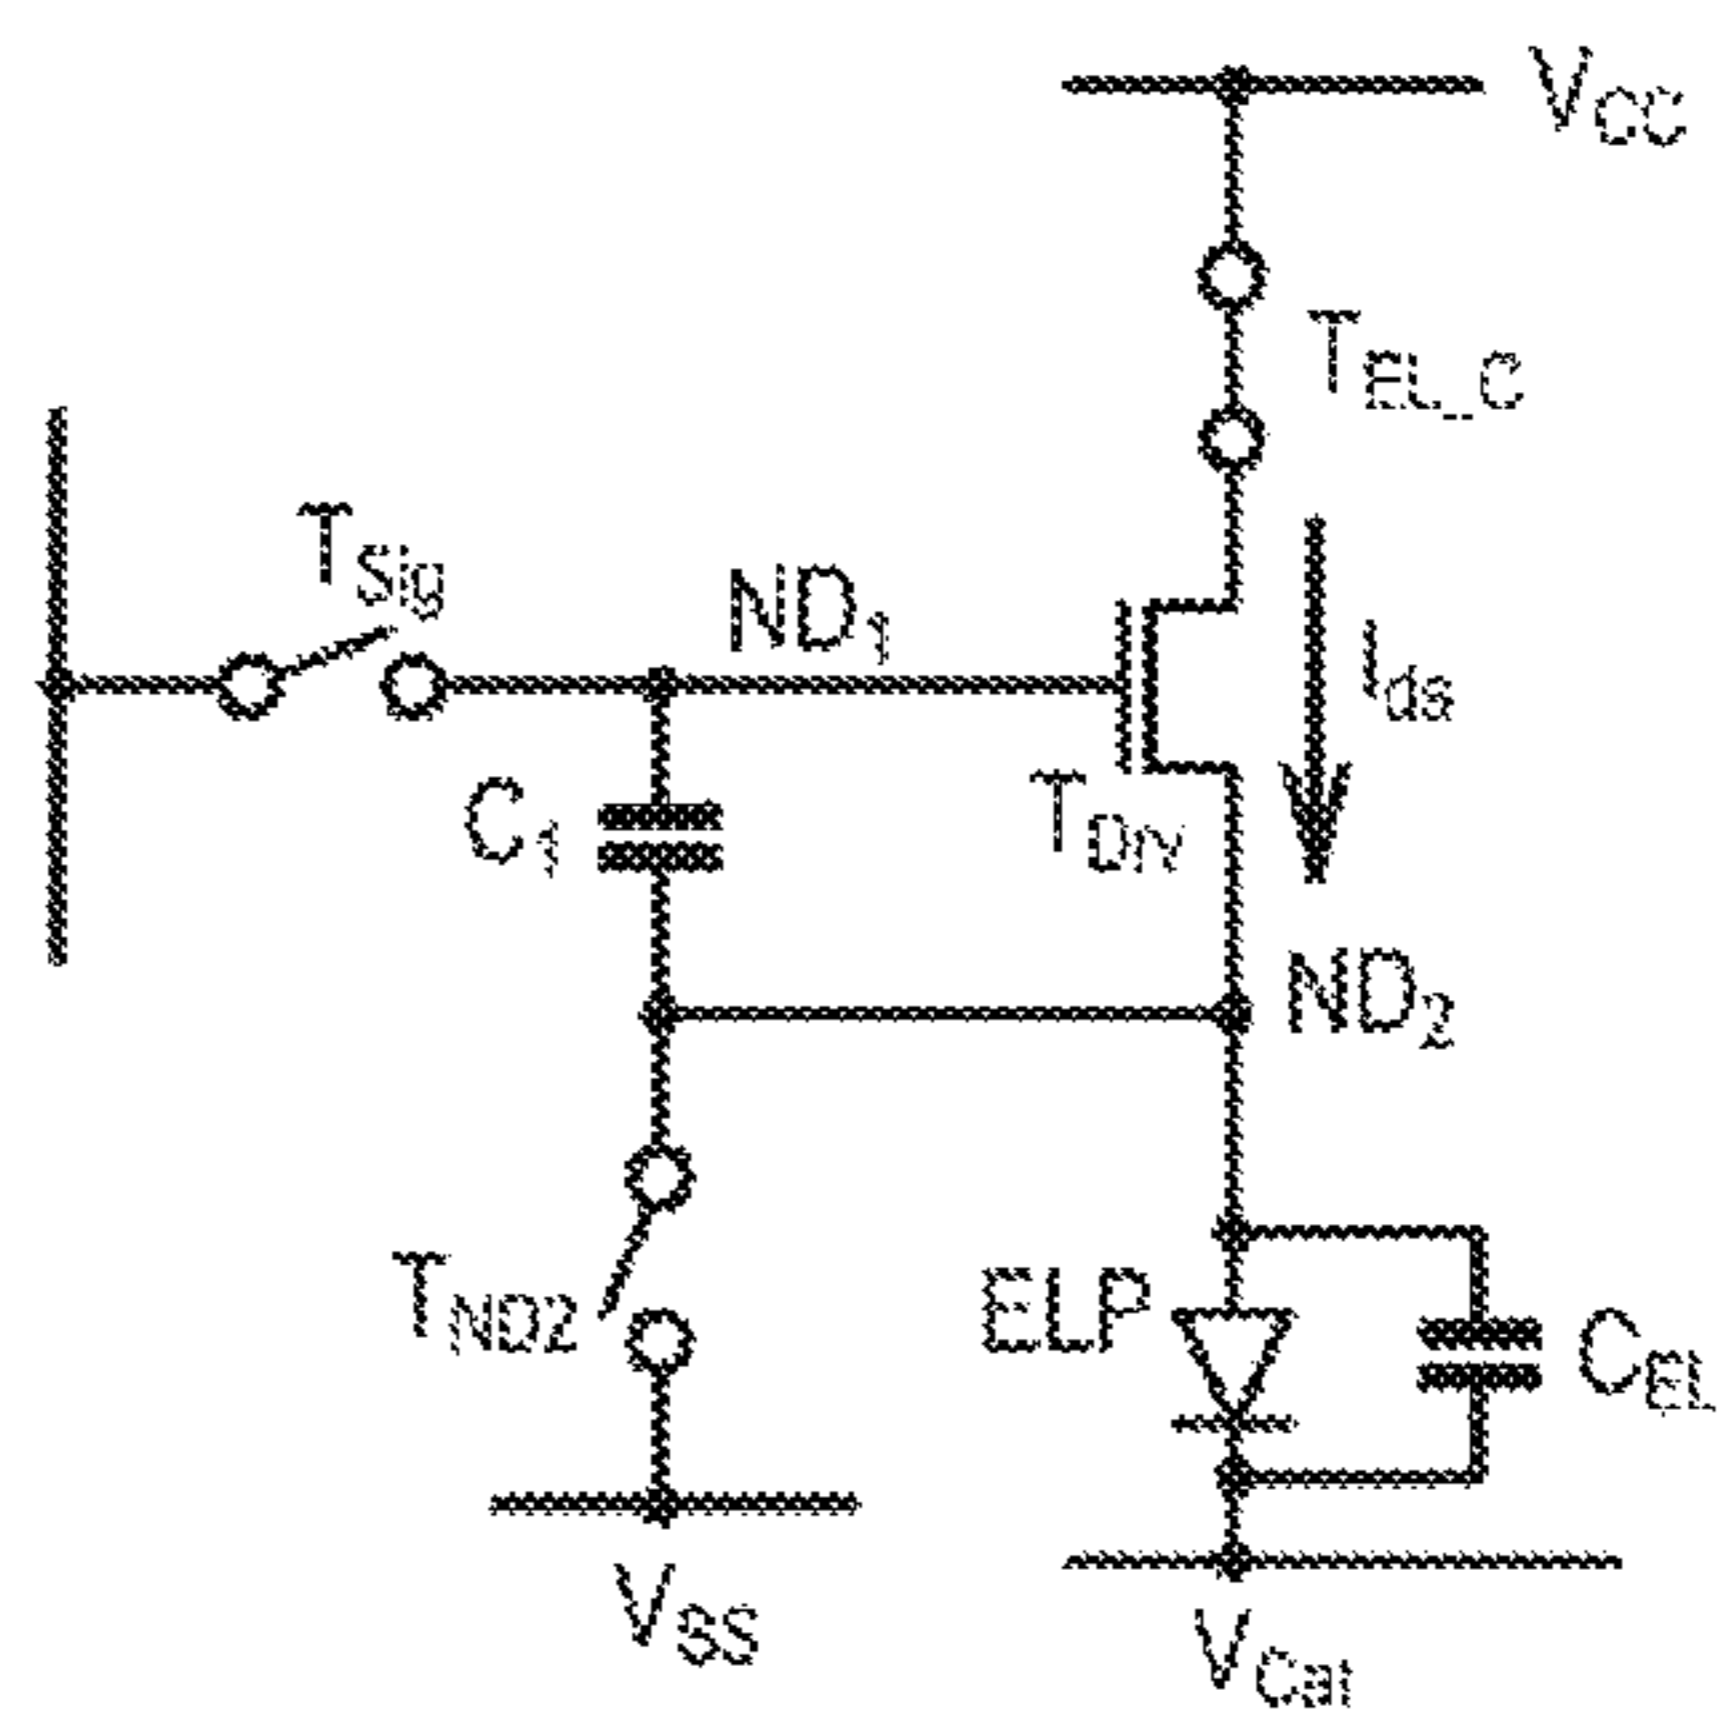 VCC
TEL_C
TSig
ND1
Ids
C1
TDrv
ND2
TND2
ELP
CEL
VSS
VCat